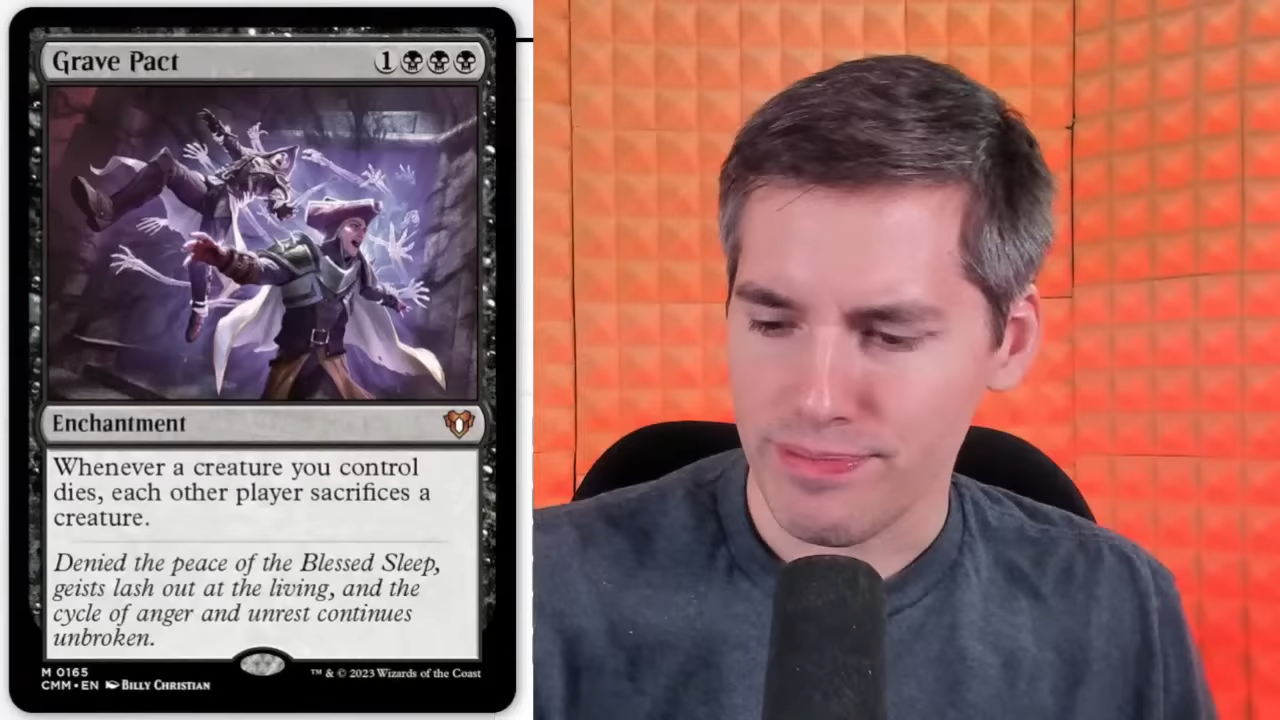 Grave Pact 1
Enchantment
Whenever a creature you control
dies, each other player sacrifices a
creature.
Denied the peace of the Blessed Sleep,
geists lash out at the living, and the
cycle of anger and unrest continues
unbroken.
M 0165
CMM • EN Billy Christian
™ & © 2023 Wizards of the Coast